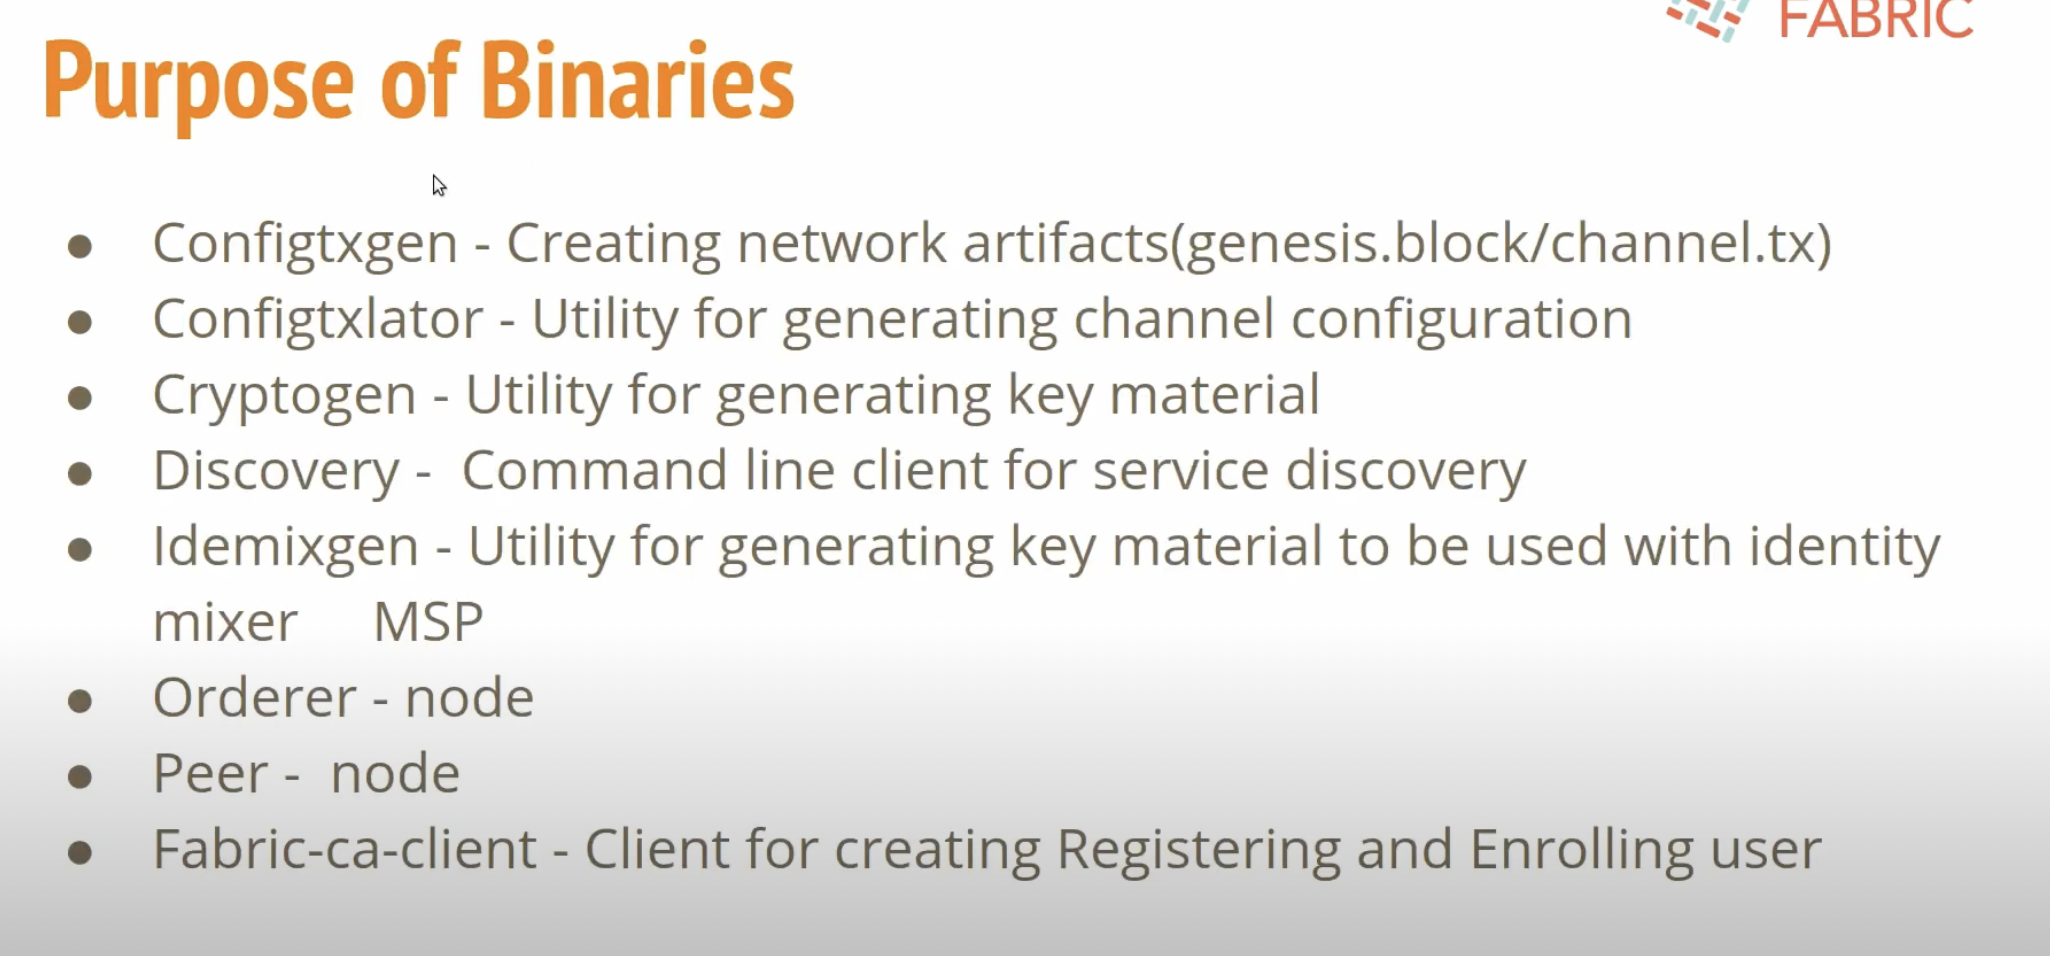 FABRIC
Purpose of Binaries
● Configtxgen - Creating network artifacts(genesis.block/channel.tx)
● Configtxlator - Utility for generating channel configuration
● Cryptogen - Utility for generating key material
● Discovery - Command line client for service discovery
● Idemixgen - Utility for generating key material to be used with identity
mixer MSP
● Orderer - node
● Peer - node
● Fabric-ca-client - Client for creating Registering and Enrolling user